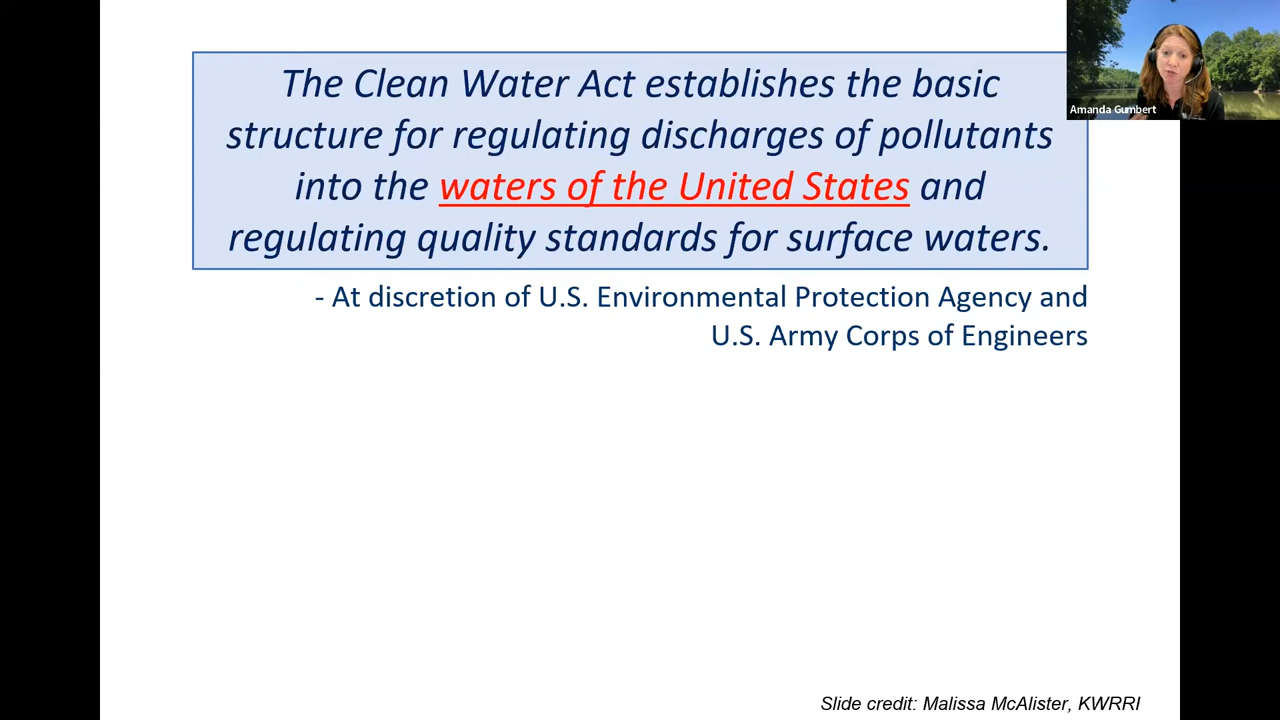 The Clean Water Act establishes the basic
structure for regulating discharges of pollutants
into the waters of the United States and
regulating quality standards for surface waters.
- At discretion of U.S. Environmental Protection Agency and
U.S. Army Corps of Engineers
Amanda Gumbert
Slide credit: Malissa McAlister, KWRRI